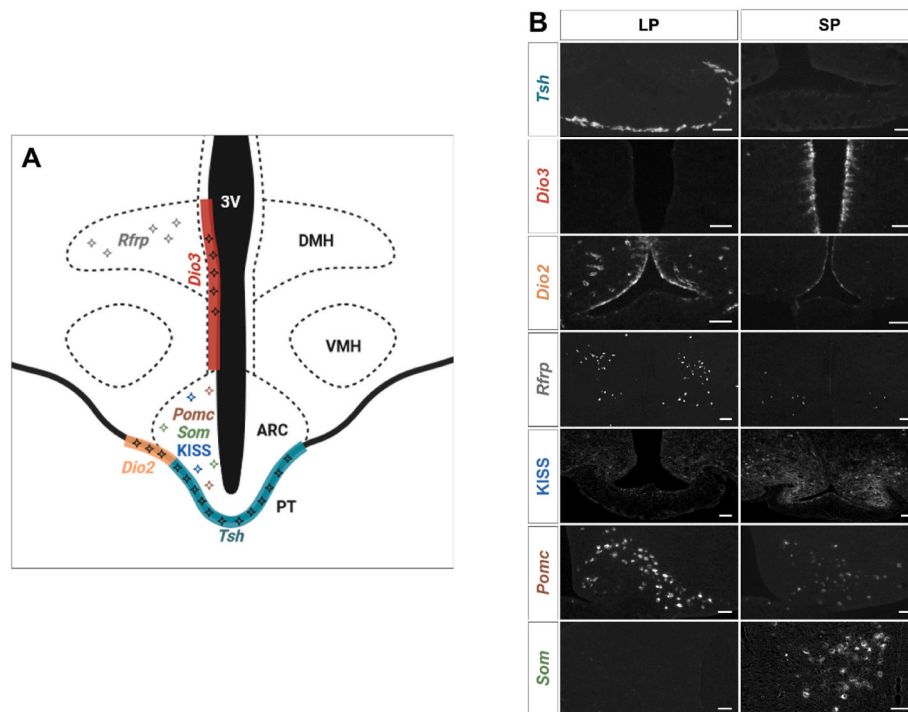 A
3V
Rfrp
Dio3
DMH
VMH
Pomc
Som
KISS
ARC
Dio2
PT
Tsh
B
LP
SP
Tsh
Dio3
Dio2
Rfrp
KISS
Pomc
Som